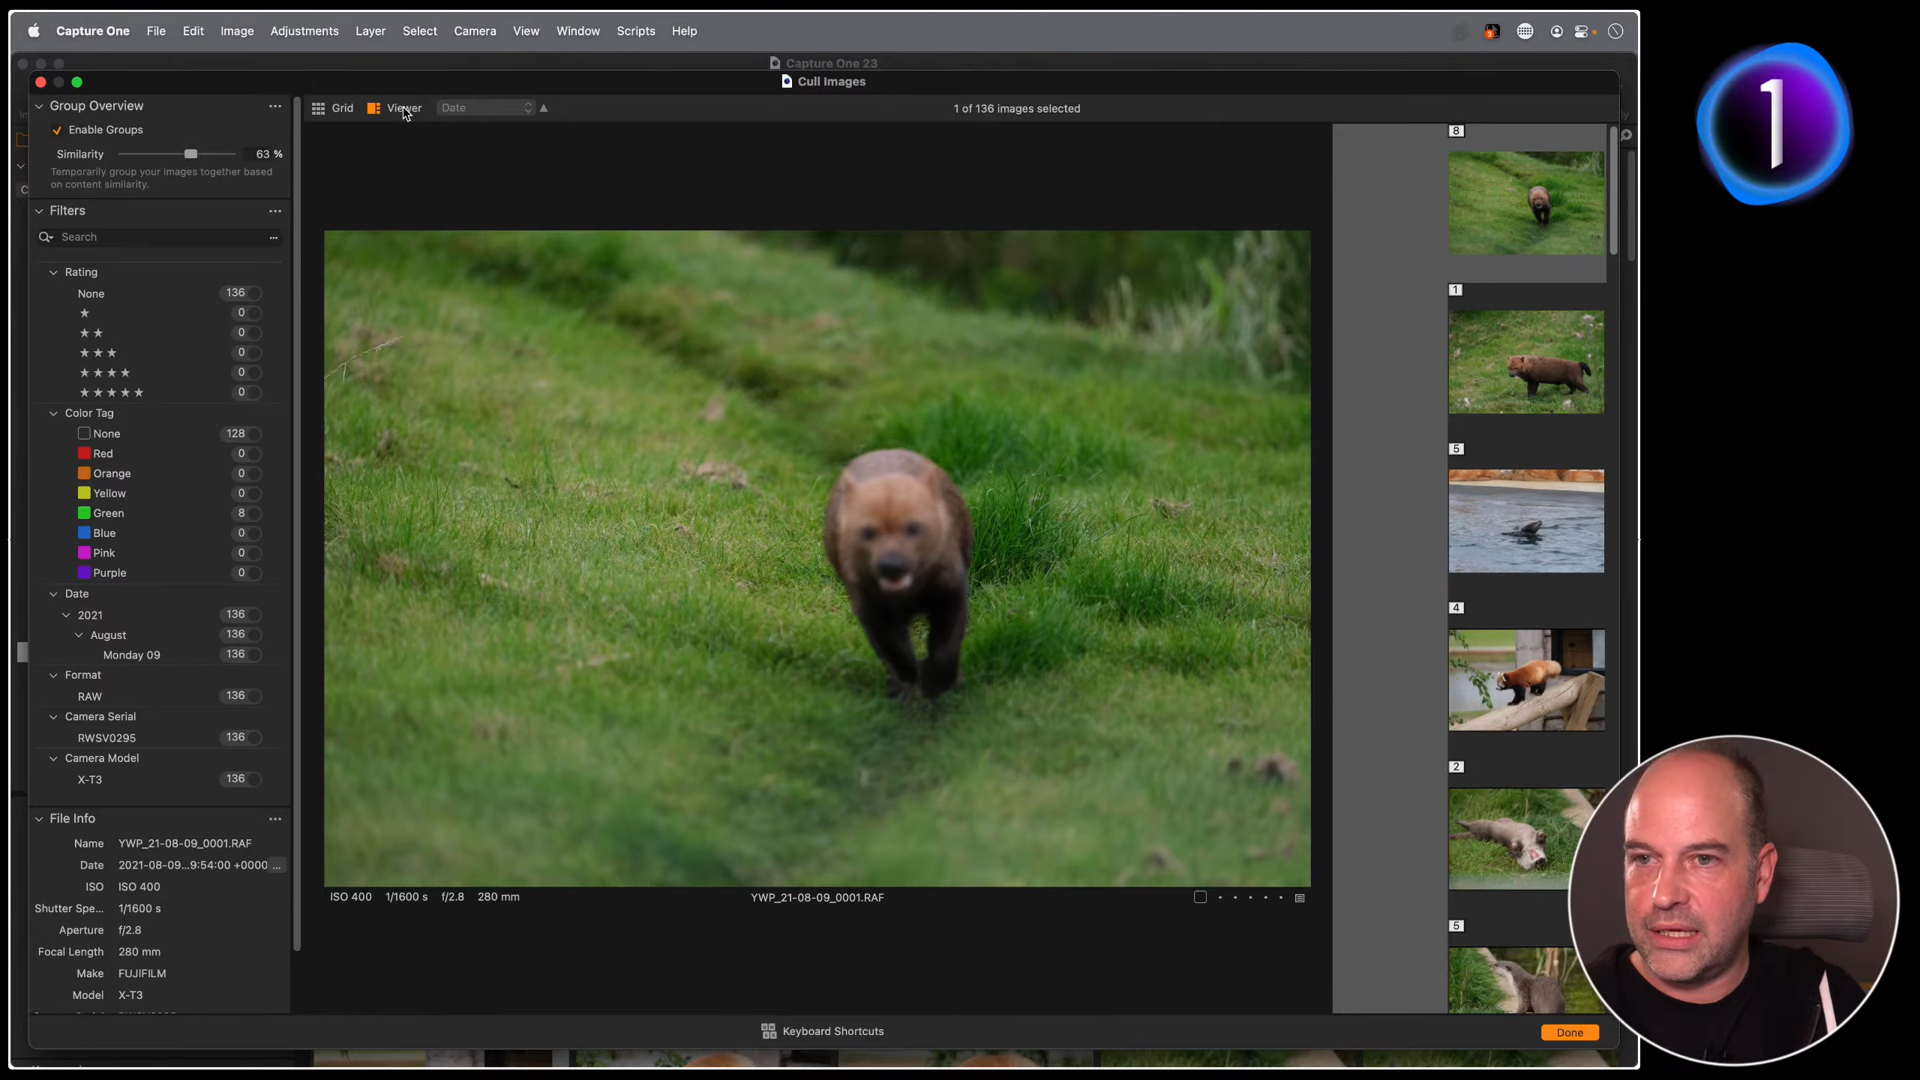 Capture One File Edit Image Adjustments Layer Select Camera View Window Scripts Help
3
Capture One 23
Cull Images
Group Overview ...
Enable Groups
Similarity 63 %
Temporarily group your images together based
on content similarity.
Grid Viewer Date
1 of 136 images selected
Filters ...
Search ...
Rating
None 136
★ 0
★★ 0
★★★ 0
★★★★ 0
★★★★★ 0
Color Tag
None 128
Red 0
Orange 0
Yellow 0
Green 8
Blue 0
Pink 0
Purple 0
Date
2021 136
August 136
Monday 09 136
Format
RAW 136
Camera Serial
RWSV0295 136
Camera Model
X-T3 136
File Info ...
Name YWP_21-08-09_0001.RAF
Date 2021-08-09...9:54:00 +0000 ...
ISO ISO 400
Shutter Spe... 1/1600 s
Aperture f/2.8
Focal Length 280 mm
Make FUJIFILM
Model X-T3
ISO 400 1/1600 s f/2.8 280 mm
YWP_21-08-09_0001.RAF
8
1
5
4
2
5
Keyboard Shortcuts
Done
1